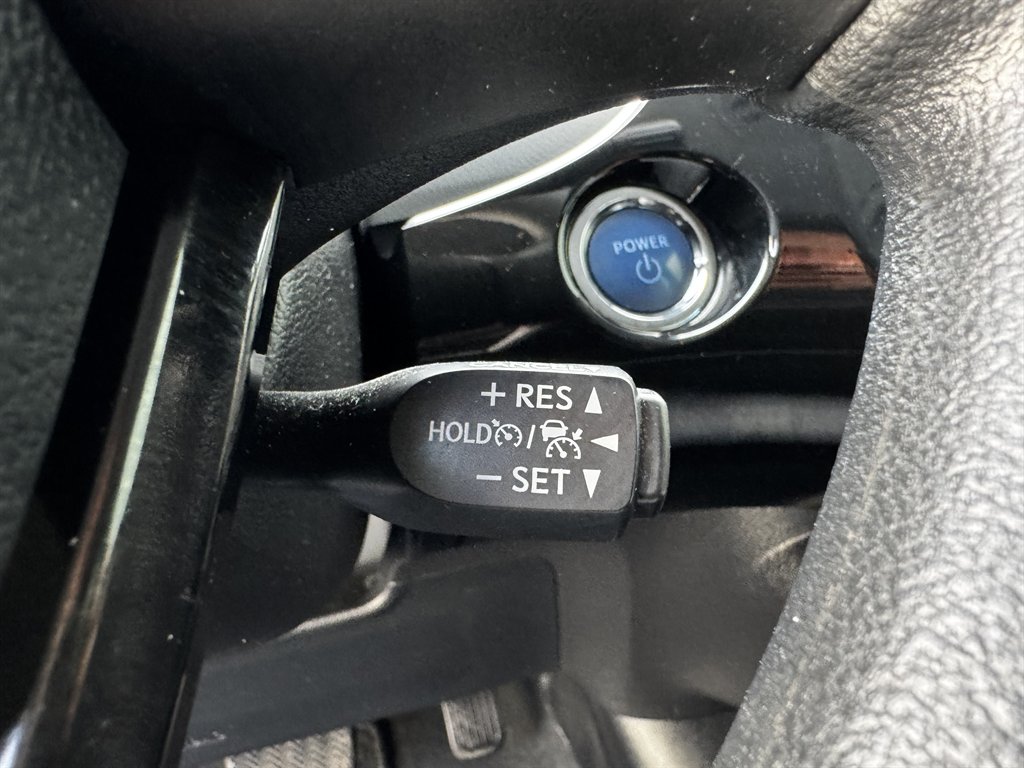 POWER
+ RES
HOLD /
− SET